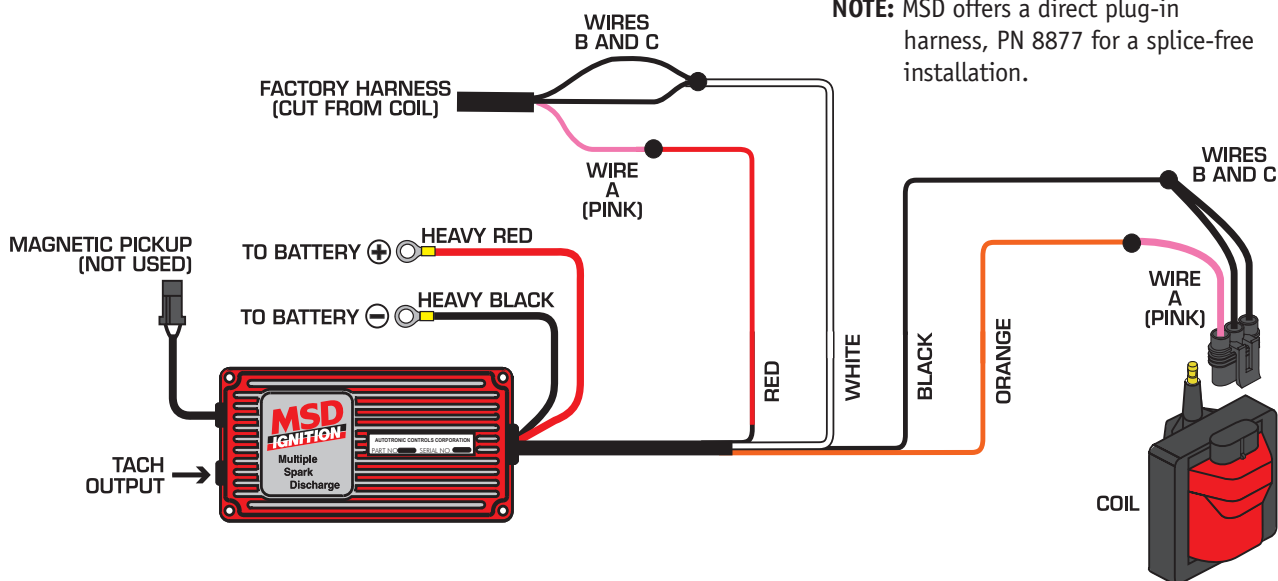 NOTE: MSD offers a direct plug-in
harness, PN 8877 for a splice-free
installation.
WIRES
B AND C
FACTORY HARNESS
(CUT FROM COIL)
WIRE
A
(PINK)
WIRES
B AND C
MAGNETIC PICKUP
(NOT USED)
TO BATTERY +
HEAVY RED
TO BATTERY −
HEAVY BLACK
WIRE
A
(PINK)
RED
WHITE
BLACK
ORANGE
MSD
IGNITION
Multiple
Spark
Discharge
AUTOTRONIC CONTROLS CORPORATION
PART NO. SERIAL NO.
TACH
OUTPUT
COIL